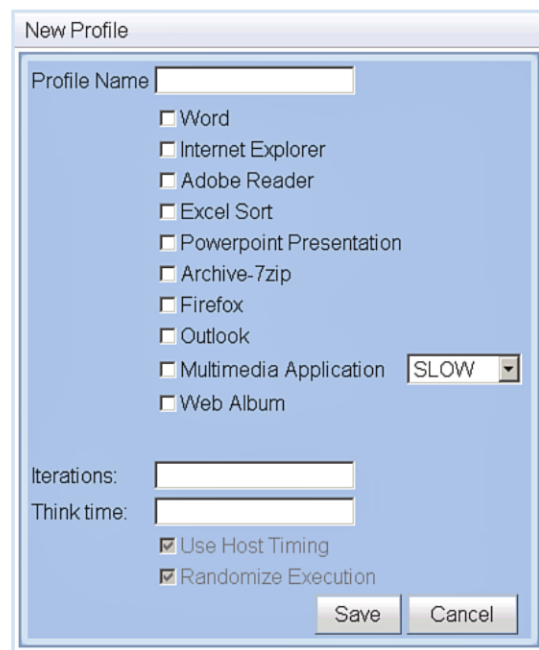 New Profile
Profile Name
Word
Internet Explorer
Adobe Reader
Excel Sort
Powerpoint Presentation
Archive-7zip
Firefox
Outlook
Multimedia Application SLOW
Web Album
Iterations:
Think time:
Use Host Timing
Randomize Execution
Save Cancel